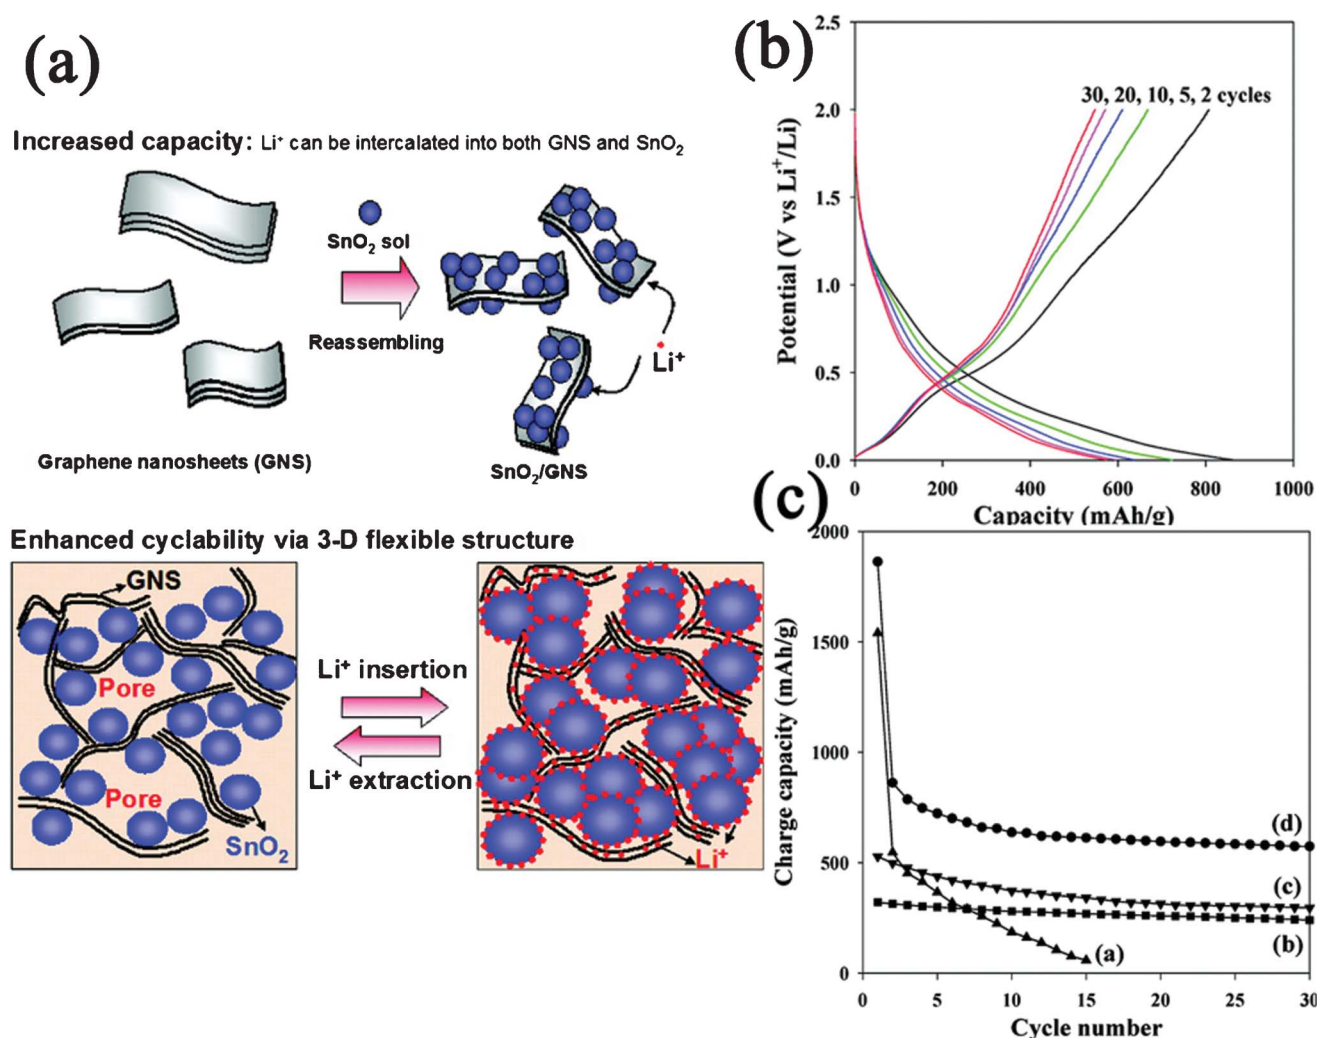 (a)
Increased capacity: Li⁺ can be intercalated into both GNS and SnO₂
SnO₂ sol
Reassembling
Li⁺
Graphene nanosheets (GNS)
SnO₂/GNS
Enhanced cyclability via 3-D flexible structure
GNS
Pore
Pore
SnO₂
Li⁺ insertion
Li⁺ extraction
Li⁺
(b)
30, 20, 10, 5, 2 cycles
Potential (V vs Li⁺/Li)
2.5
2.0
1.5
1.0
0.5
0.0
0 200 400 600 800 1000
Capacity (mAh/g)
(c)
Charge capacity (mAh/g)
2000
1500
1000
500
0
(d)
(c)
(b)
(a)
0 5 10 15 20 25 30
Cycle number